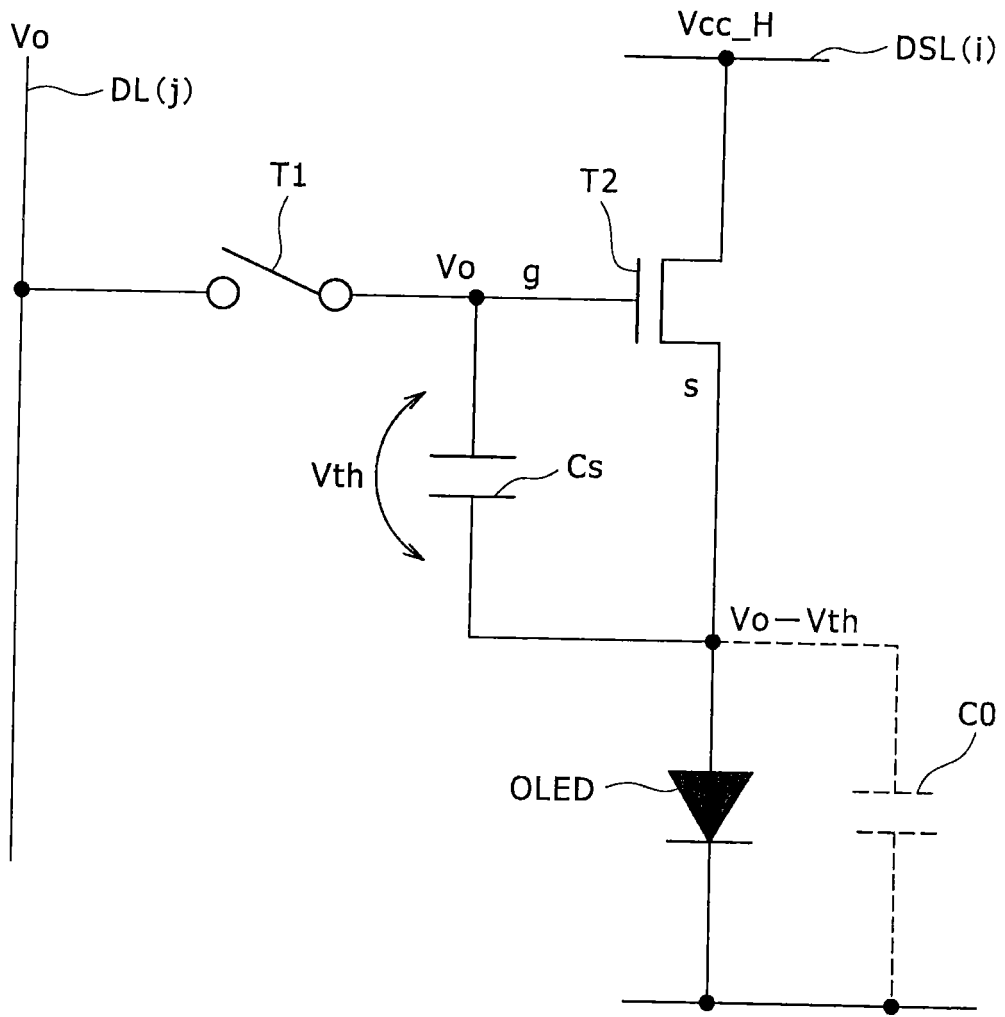 Vo
Vcc_H
DSL(i)
DL(j)
T1
T2
Vo
g
s
Vth
Cs
Vo−Vth
C0
OLED